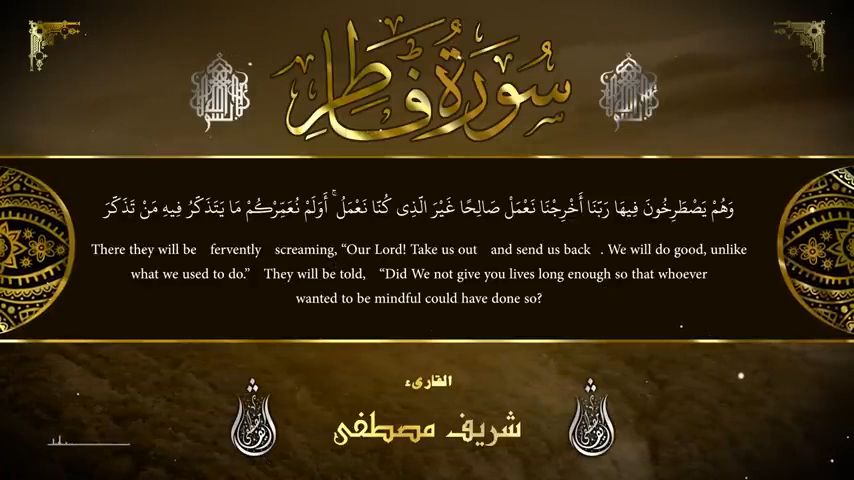 سُورَةُ فَاطِرٍ
وَهُمْ يَصْطَرِخُونَ فِيهَا رَبَّنَا أَخْرِجْنَا نَعْمَلْ صَالِحًا غَيْرَ الَّذِى كُنَّا نَعْمَلُ ۚ أَوَلَمْ نُعَمِّرْكُمْ مَا يَتَذَكَّرُ فِيهِ مَنْ تَذَكَّرَ
There they will be fervently screaming, “Our Lord! Take us out and send us back . We will do good, unlike
what we used to do.” They will be told, “Did We not give you lives long enough so that whoever
wanted to be mindful could have done so?
القارىء
شريف مصطفى